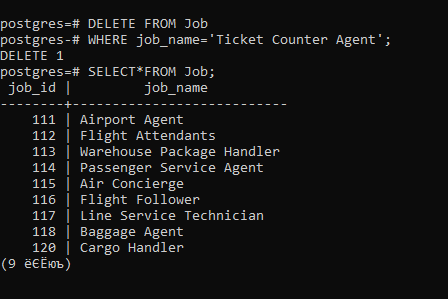 postgres=# DELETE FROM Job
postgres-# WHERE job_name='Ticket Counter Agent';
DELETE 1
postgres=# SELECT*FROM Job;
 job_id |         job_name
--------+---------------------------
    111 | Airport Agent
    112 | Flight Attendants
    113 | Warehouse Package Handler
    114 | Passenger Service Agent
    115 | Air Concierge
    116 | Flight Follower
    117 | Line Service Technician
    118 | Baggage Agent
    120 | Cargo Handler
(9 ёЄЁюъ)